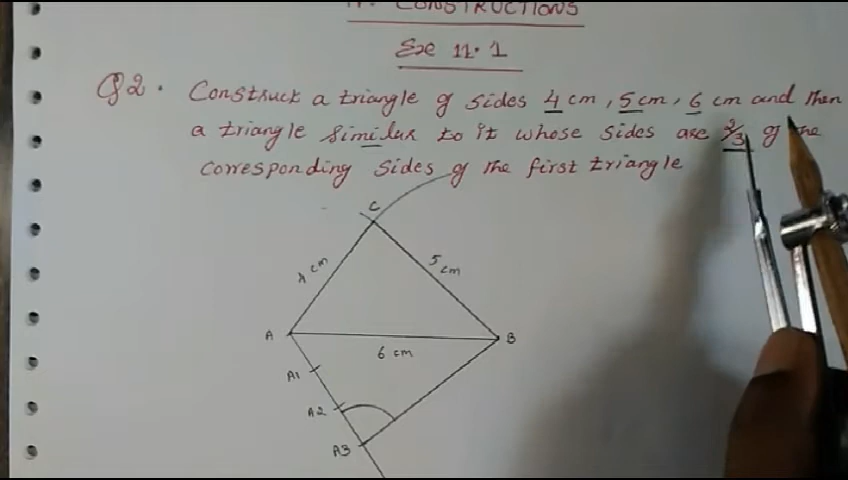 CONSTRUCTIONS
Exe 11.1
Q2. Construct a triangle of sides 4 cm, 5 cm, 6 cm and then
a triangle similar to it whose sides are 2/3 of the
corresponding sides of the first triangle
C
4 cm
5 cm
A
B
6 cm
A1
A2
A3